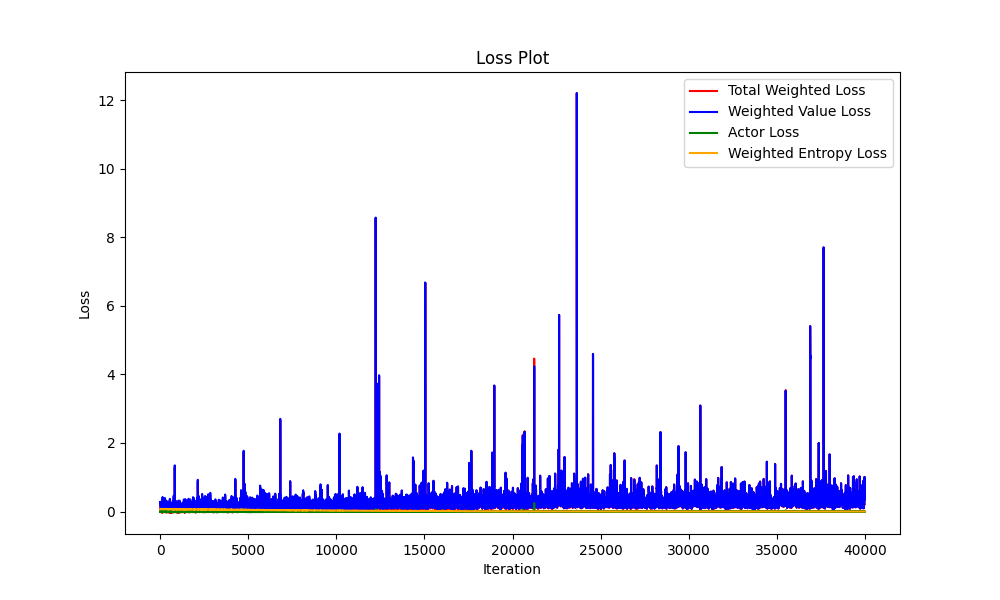 Loss Plot
Total Weighted Loss
Weighted Value Loss
Actor Loss
Weighted Entropy Loss
12
10
8
6
4
2
0
Loss
0 5000 10000 15000 20000 25000 30000 35000 40000
Iteration